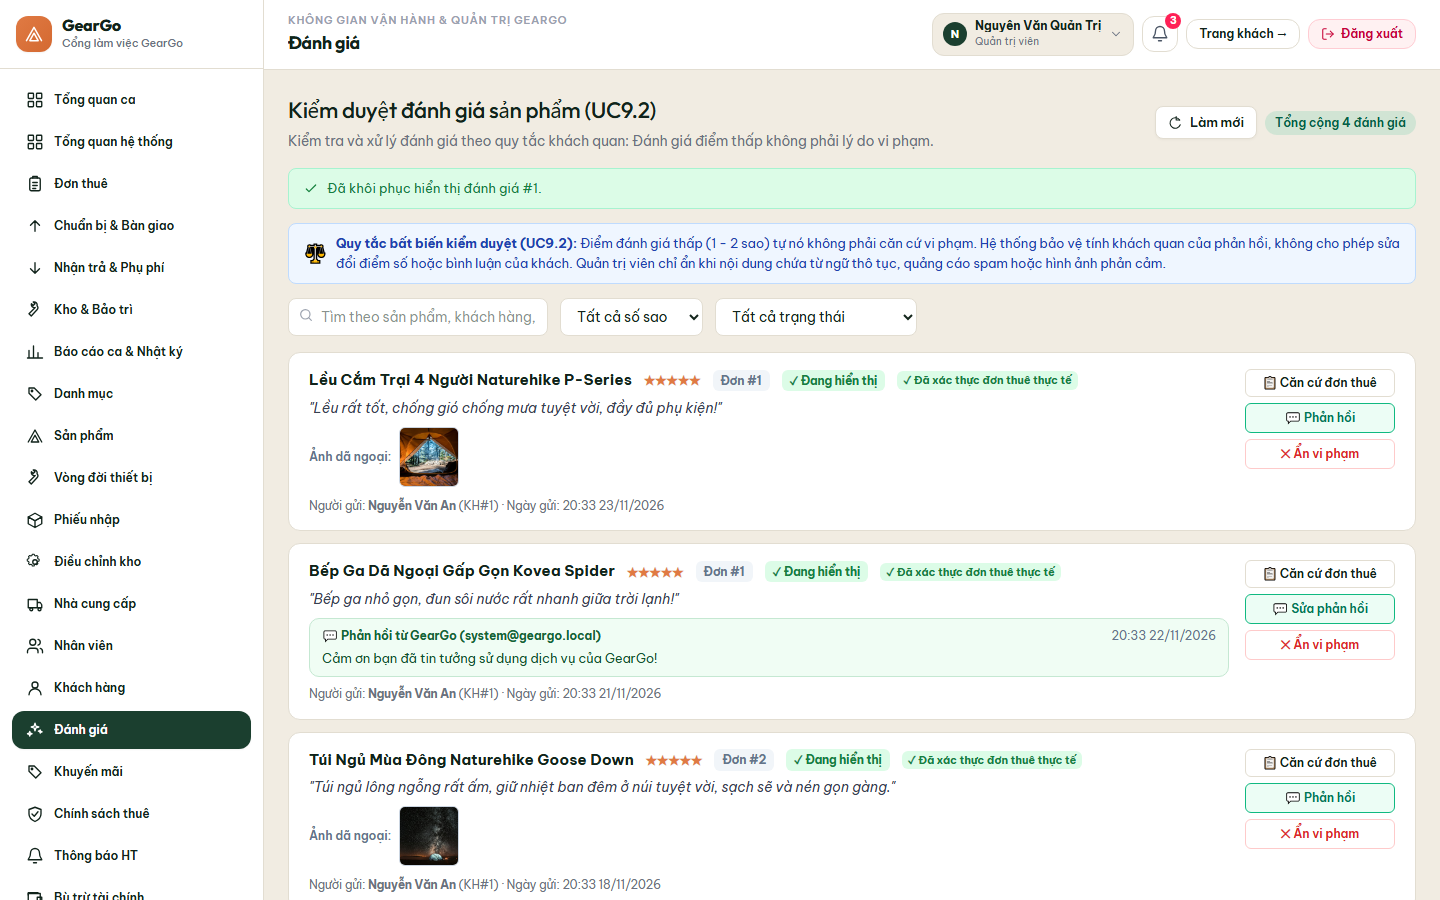 GearGo
Cổng làm việc GearGo
KHÔNG GIAN VẬN HÀNH & QUẢN TRỊ GEARGO
Đánh giá
N
Nguyễn Văn Quản Trị
Quản trị viên
3
Trang khách →
Đăng xuất
Tổng quan ca
Tổng quan hệ thống
Đơn thuê
Chuẩn bị & Bàn giao
Nhận trả & Phụ phí
Kho & Bảo trì
Báo cáo ca & Nhật ký
Danh mục
Sản phẩm
Vòng đời thiết bị
Phiếu nhập
Điều chỉnh kho
Nhà cung cấp
Nhân viên
Khách hàng
Đánh giá
Khuyến mãi
Chính sách thuê
Thông báo HT
Bù trừ tài chính
Kiểm duyệt đánh giá sản phẩm (UC9.2)
Kiểm tra và xử lý đánh giá theo quy tắc khách quan: Đánh giá điểm thấp không phải lý do vi phạm.
Làm mới
Tổng cộng 4 đánh giá
✓ Đã khôi phục hiển thị đánh giá #1.
Quy tắc bất biến kiểm duyệt (UC9.2): Điểm đánh giá thấp (1 - 2 sao) tự nó không phải căn cứ vi phạm. Hệ thống bảo vệ tính khách quan của phản hồi, không cho phép sửa
đổi điểm số hoặc bình luận của khách. Quản trị viên chỉ ẩn khi nội dung chứa từ ngữ thô tục, quảng cáo spam hoặc hình ảnh phản cảm.
Tìm theo sản phẩm, khách hàng,
Tất cả số sao
Tất cả trạng thái
Lều Cắm Trại 4 Người Naturehike P-Series ★★★★★ Đơn #1 ✓ Đang hiển thị ✓ Đã xác thực đơn thuê thực tế
"Lều rất tốt, chống gió chống mưa tuyệt vời, đầy đủ phụ kiện!"
Ảnh dã ngoại:
Người gửi: Nguyễn Văn An (KH#1) · Ngày gửi: 20:33 23/11/2026
📋 Căn cứ đơn thuê
💬 Phản hồi
✕ Ẩn vi phạm
Bếp Ga Dã Ngoại Gấp Gọn Kovea Spider ★★★★★ Đơn #1 ✓ Đang hiển thị ✓ Đã xác thực đơn thuê thực tế
"Bếp ga nhỏ gọn, đun sôi nước rất nhanh giữa trời lạnh!"
💬 Phản hồi từ GearGo (system@geargo.local) 20:33 22/11/2026
Cảm ơn bạn đã tin tưởng sử dụng dịch vụ của GearGo!
Người gửi: Nguyễn Văn An (KH#1) · Ngày gửi: 20:33 21/11/2026
📋 Căn cứ đơn thuê
💬 Sửa phản hồi
✕ Ẩn vi phạm
Túi Ngủ Mùa Đông Naturehike Goose Down ★★★★★ Đơn #2 ✓ Đang hiển thị ✓ Đã xác thực đơn thuê thực tế
"Túi ngủ lông ngỗng rất ấm, giữ nhiệt ban đêm ở núi tuyệt vời, sạch sẽ và nén gọn gàng."
Ảnh dã ngoại:
Người gửi: Nguyễn Văn An (KH#1) · Ngày gửi: 20:33 18/11/2026
📋 Căn cứ đơn thuê
💬 Phản hồi
✕ Ẩn vi phạm